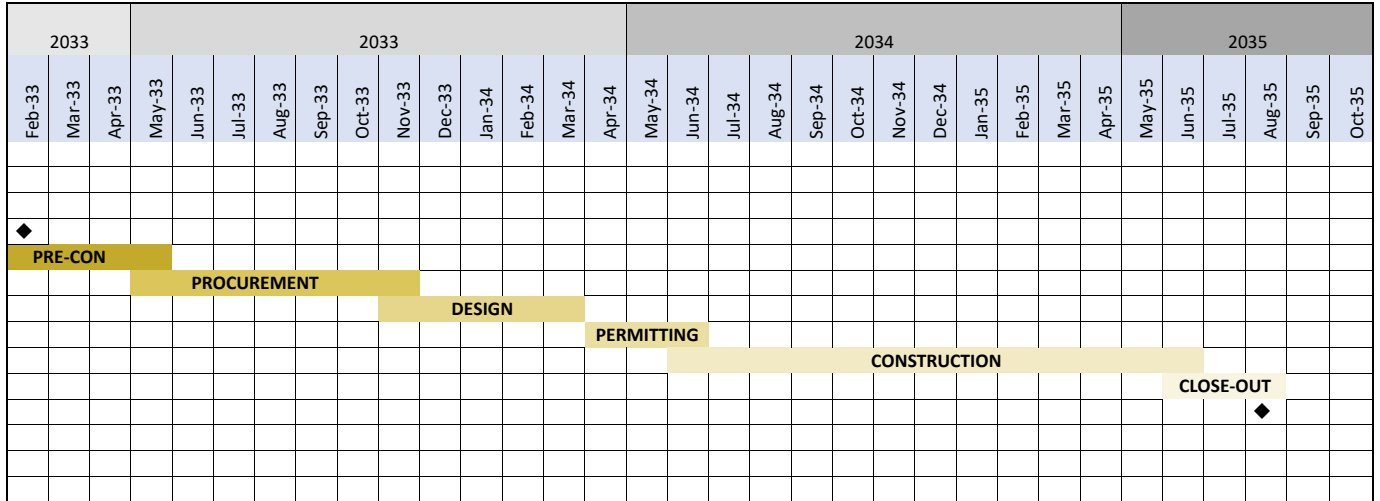 2033 2033 2034 2035
Feb-33 Mar-33 Apr-33 May-33 Jun-33 Jul-33 Aug-33 Sep-33 Oct-33 Nov-33 Dec-33 Jan-34 Feb-34 Mar-34 Apr-34 May-34 Jun-34 Jul-34 Aug-34 Sep-34 Oct-34 Nov-34 Dec-34 Jan-35 Feb-35 Mar-35 Apr-35 May-35 Jun-35 Jul-35 Aug-35 Sep-35 Oct-35
PRE-CON
PROCUREMENT
DESIGN
PERMITTING
CONSTRUCTION
CLOSE-OUT